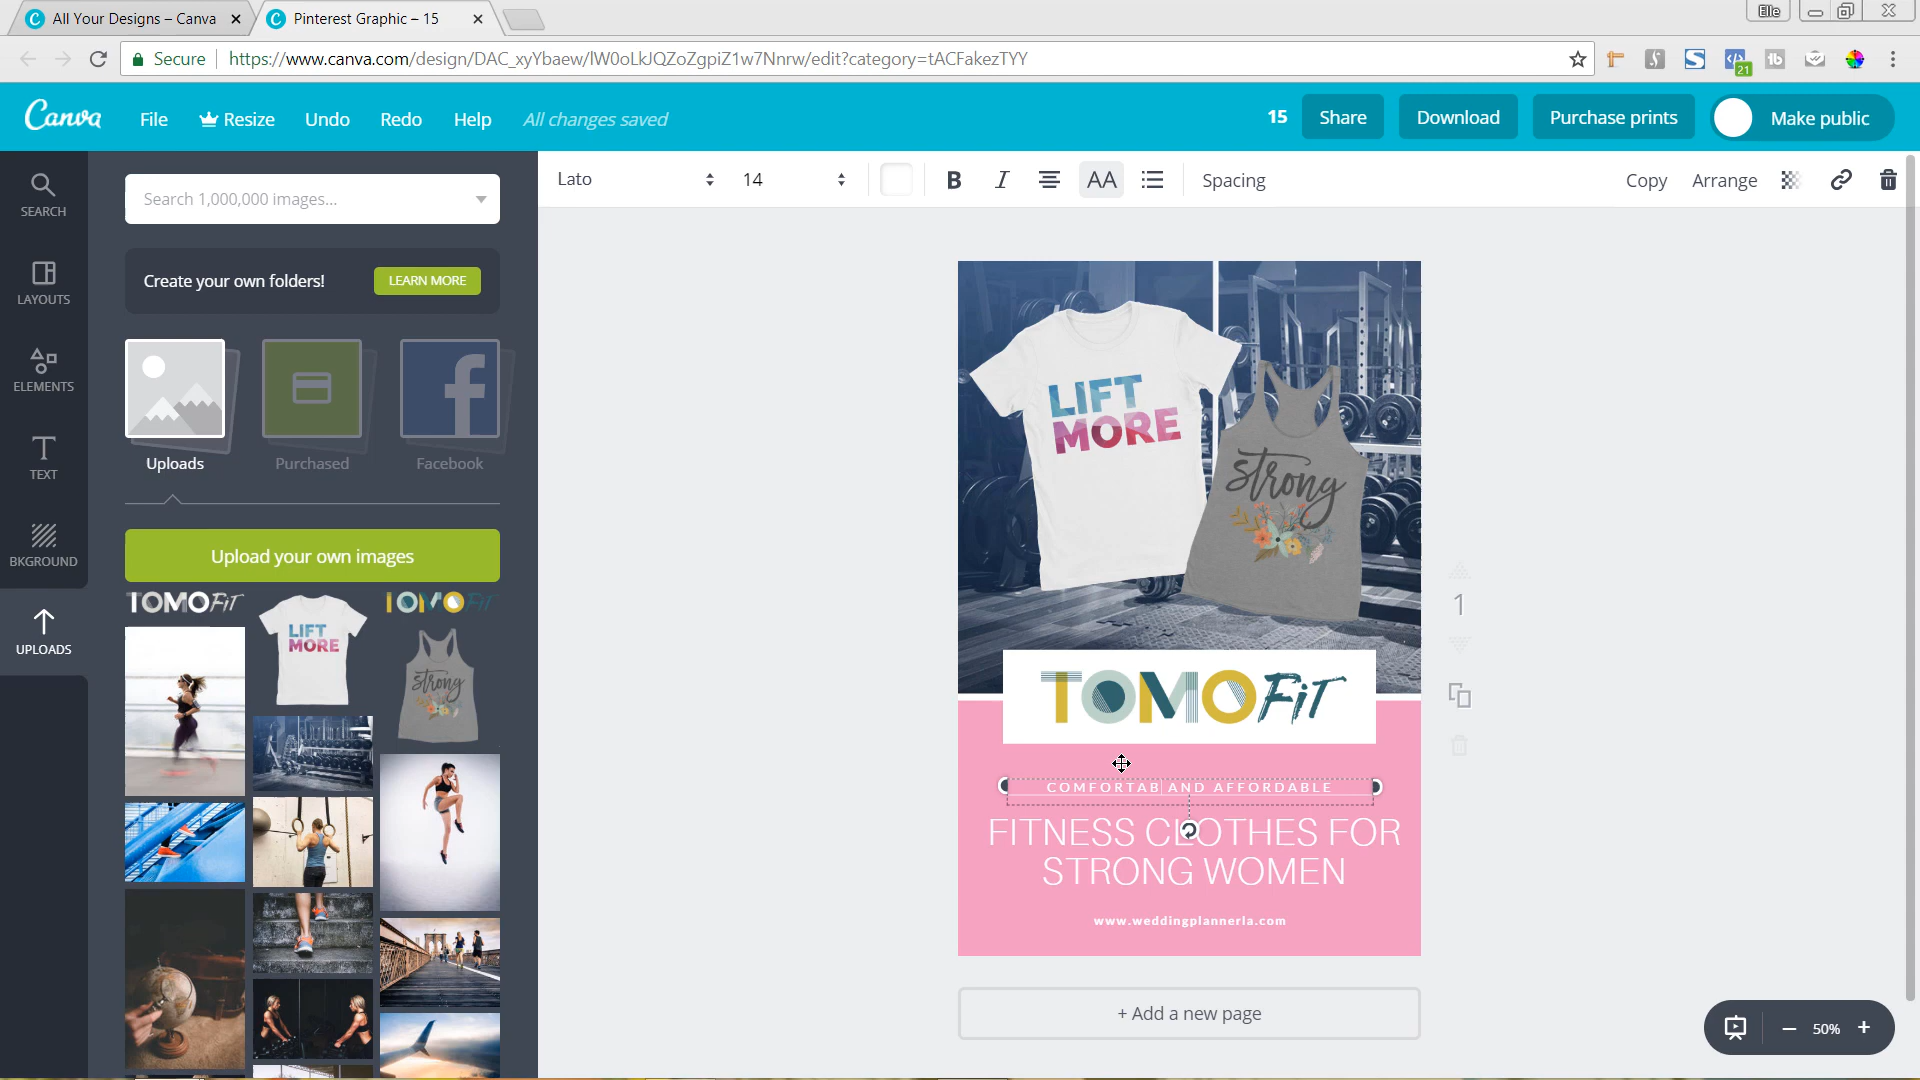 All Your Designs – Canva
Pinterest Graphic – 15
Elle
Secure
https://www.canva.com/design/DAC_xyYbaew/lW0oLkJQZoZgpiZ1w7Nnrw/edit?category=tACFakezTYY
21
Canva
File
Resize
Undo
Redo
Help
All changes saved
15
Share
Download
Purchase prints
Make public
SEARCH
LAYOUTS
ELEMENTS
TEXT
BKGROUND
UPLOADS
Search 1,000,000 images...
Create your own folders!
LEARN MORE
Uploads
Purchased
Facebook
Upload your own images
TOMOFiT
TOMOFiT
LIFT
MORE
strong
Lato
14
B
I
AA
Spacing
Copy
Arrange
LIFT
MORE
strong
TOMOFiT
COMFORTAB AND AFFORDABLE
FITNESS CLOTHES FOR
STRONG WOMEN
www.weddingplannerla.com
1
+ Add a new page
50%